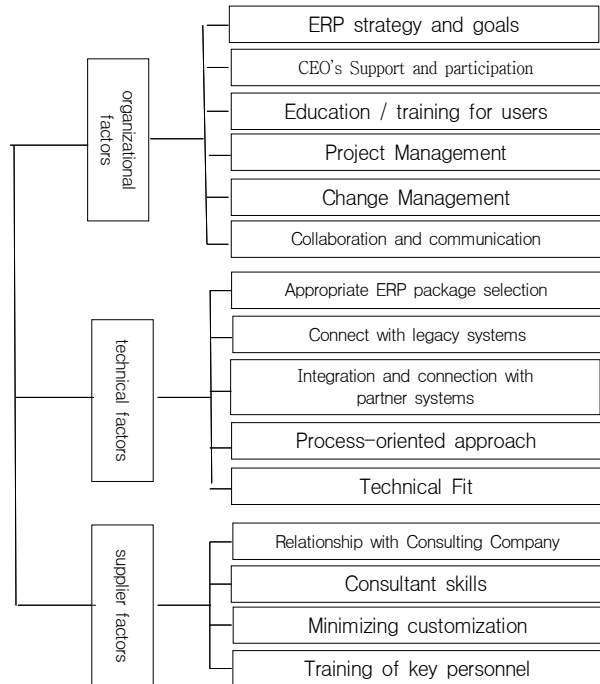 organizational
factors
ERP strategy and goals
CEO's Support and participation
Education / training for users
Project Management
Change Management
Collaboration and communication
technical factors
Appropriate ERP package selection
Connect with legacy systems
Integration and connection with
partner systems
Process-oriented approach
Technical Fit
supplier factors
Relationship with Consulting Company
Consultant skills
Minimizing customization
Training of key personnel